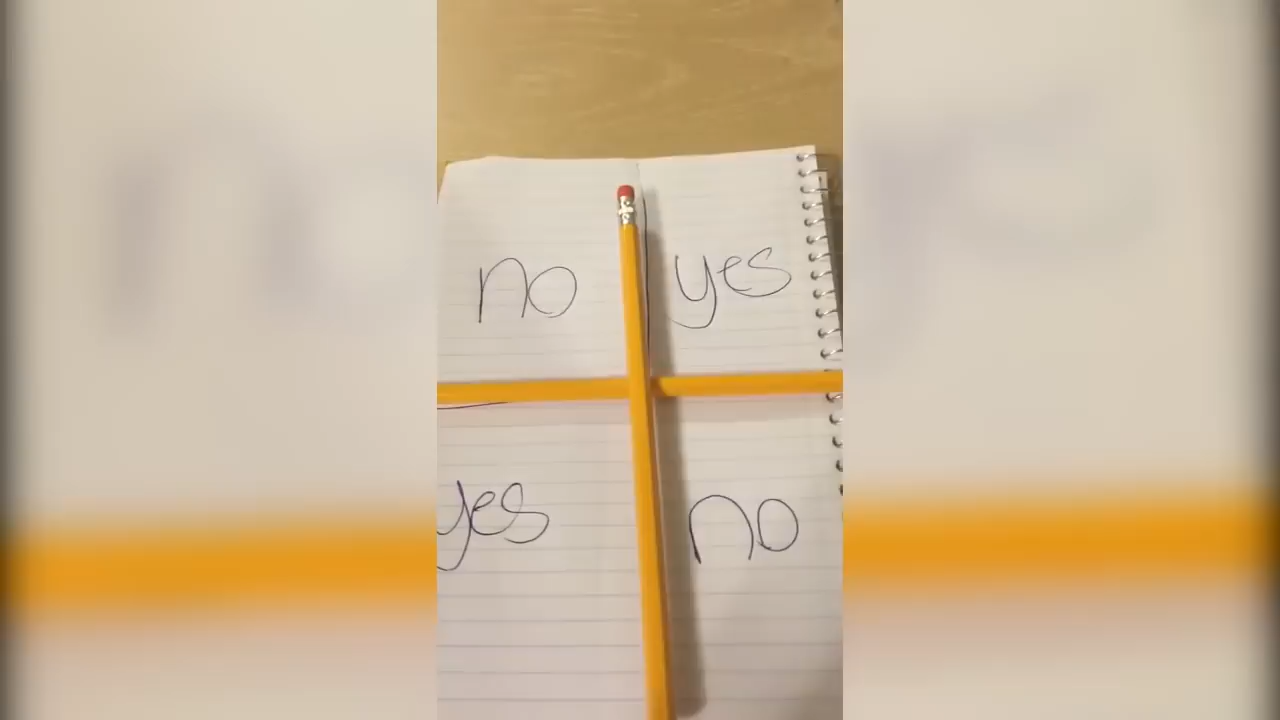 no yes
yes no